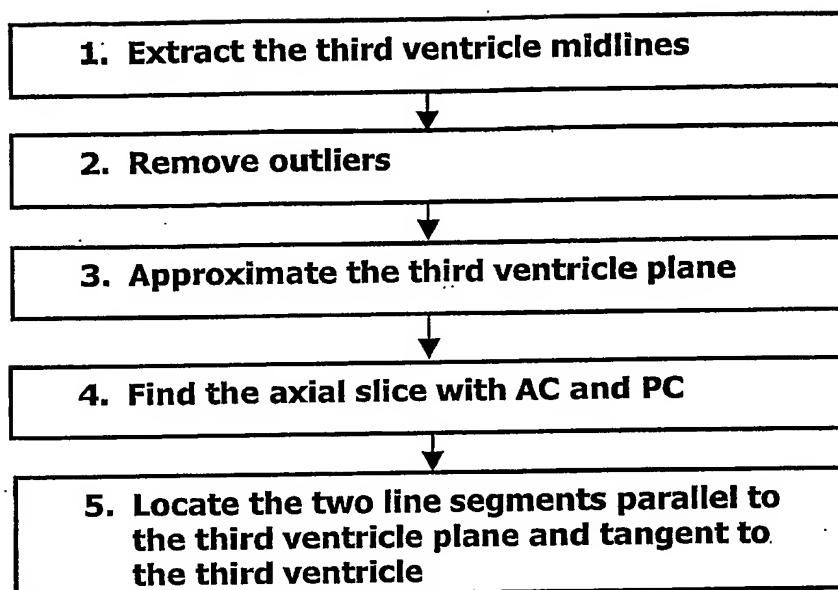 1. Extract the third ventricle midlines
2. Remove outliers
3. Approximate the third ventricle plane
4. Find the axial slice with AC and PC
5. Locate the two line segments parallel to
the third ventricle plane and tangent to
the third ventricle